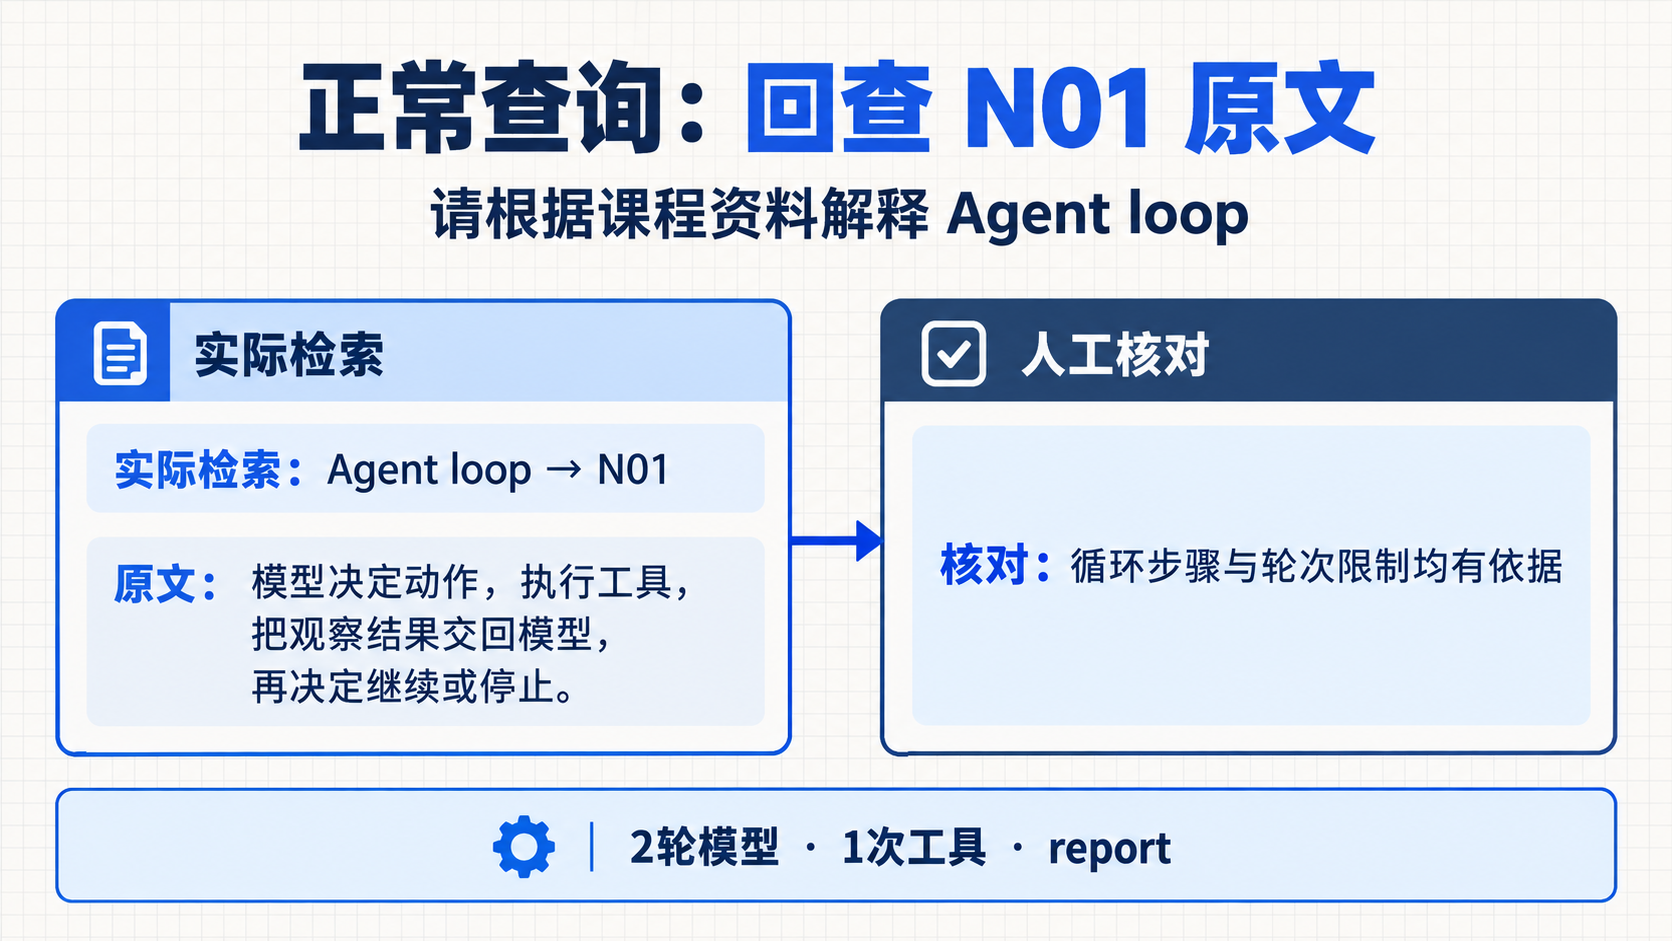 正常查询：回查 N01 原文
请根据课程资料解释 Agent loop
实际检索
实际检索：Agent loop → N01
原文：模型决定动作，执行工具，
把观察结果交回模型，
再决定继续或停止。
人工核对
核对：循环步骤与轮次限制均有依据
2轮模型 · 1次工具 · report